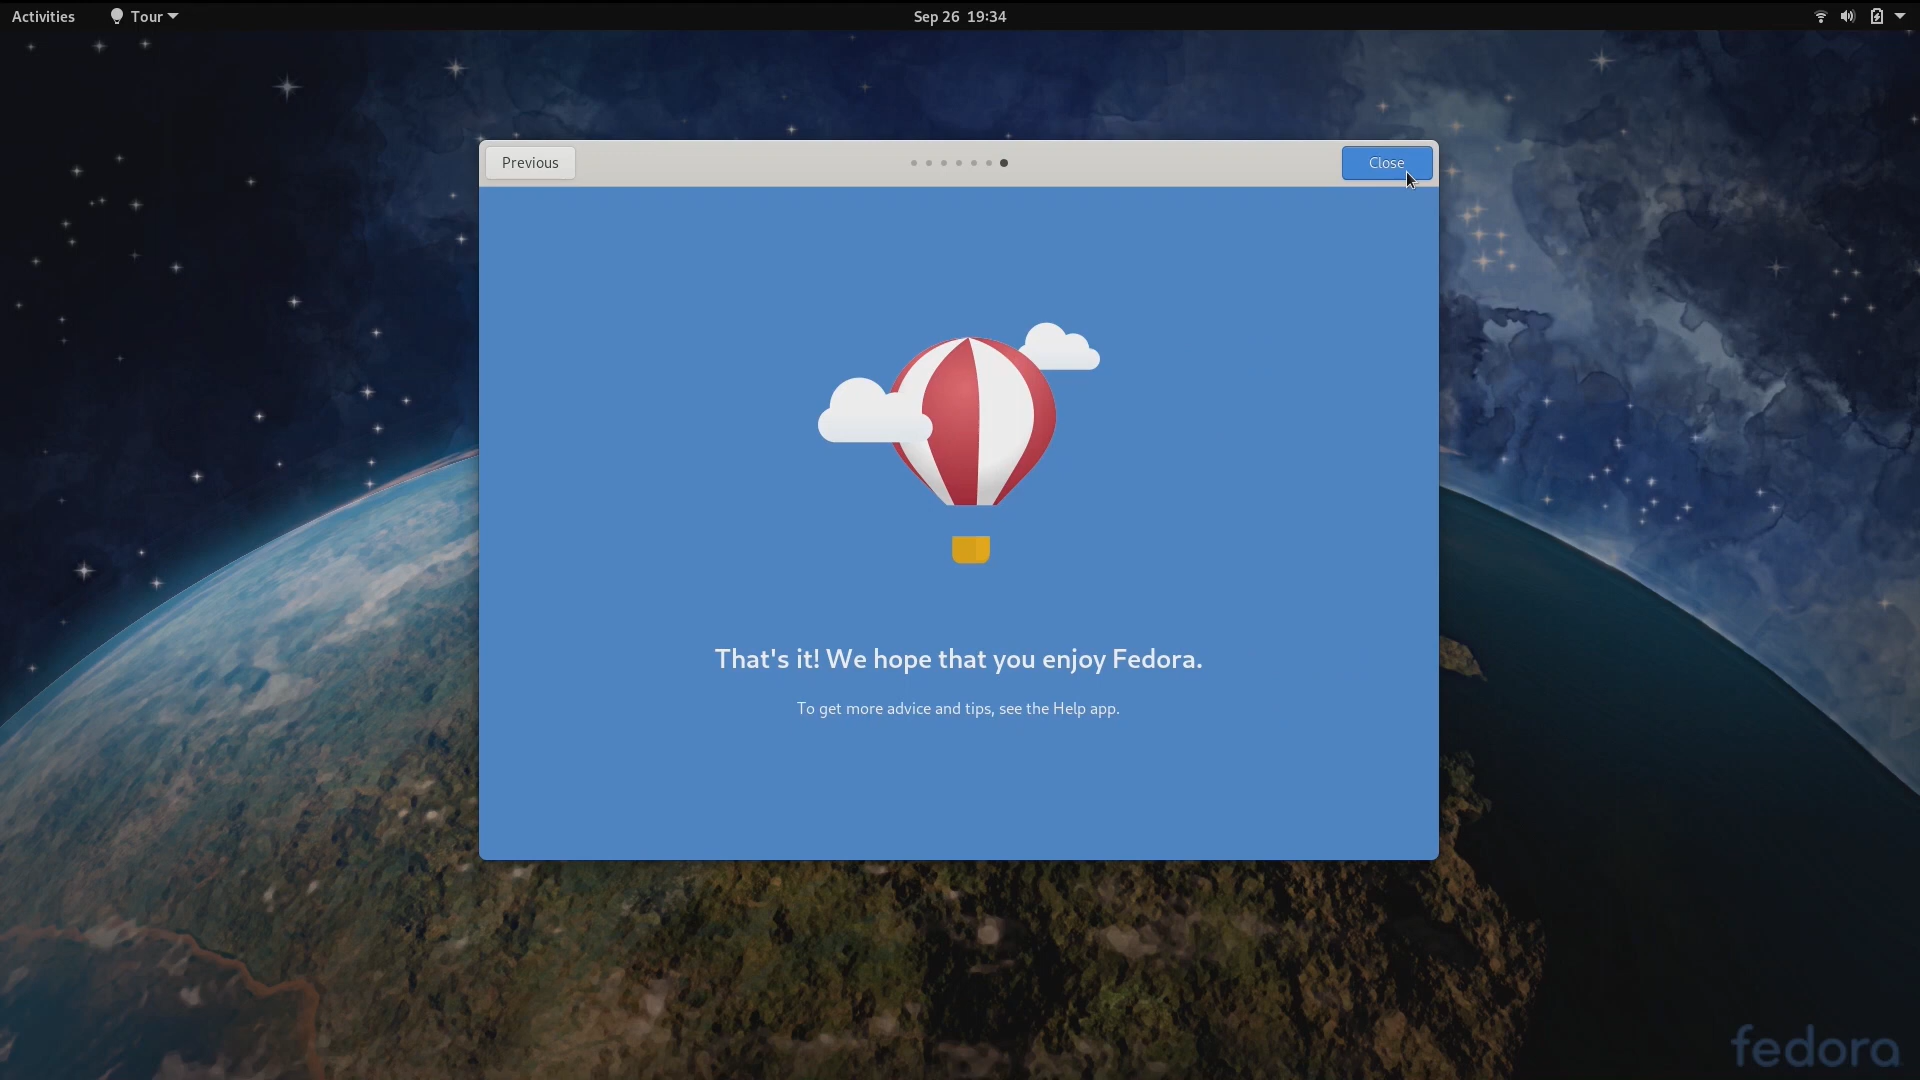 Activities
Tour
Sep 26 19:34
Previous
Close
That's it! We hope that you enjoy Fedora.
To get more advice and tips, see the Help app.
fedora